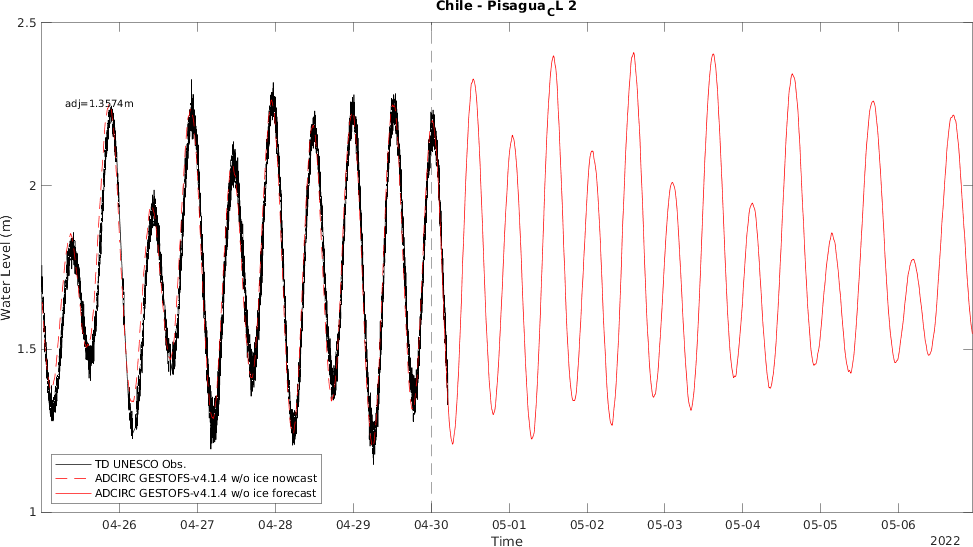 Chile - Pisagua_CL 2
2.5
adj=1.3574m
2
Water Level (m)
1.5
TD UNESCO Obs.
ADCIRC GESTOFS-v4.1.4 w/o ice nowcast
ADCIRC GESTOFS-v4.1.4 w/o ice forecast
1
04-26 04-27 04-28 04-29 04-30 05-01 05-02 05-03 05-04 05-05 05-06
Time
2022